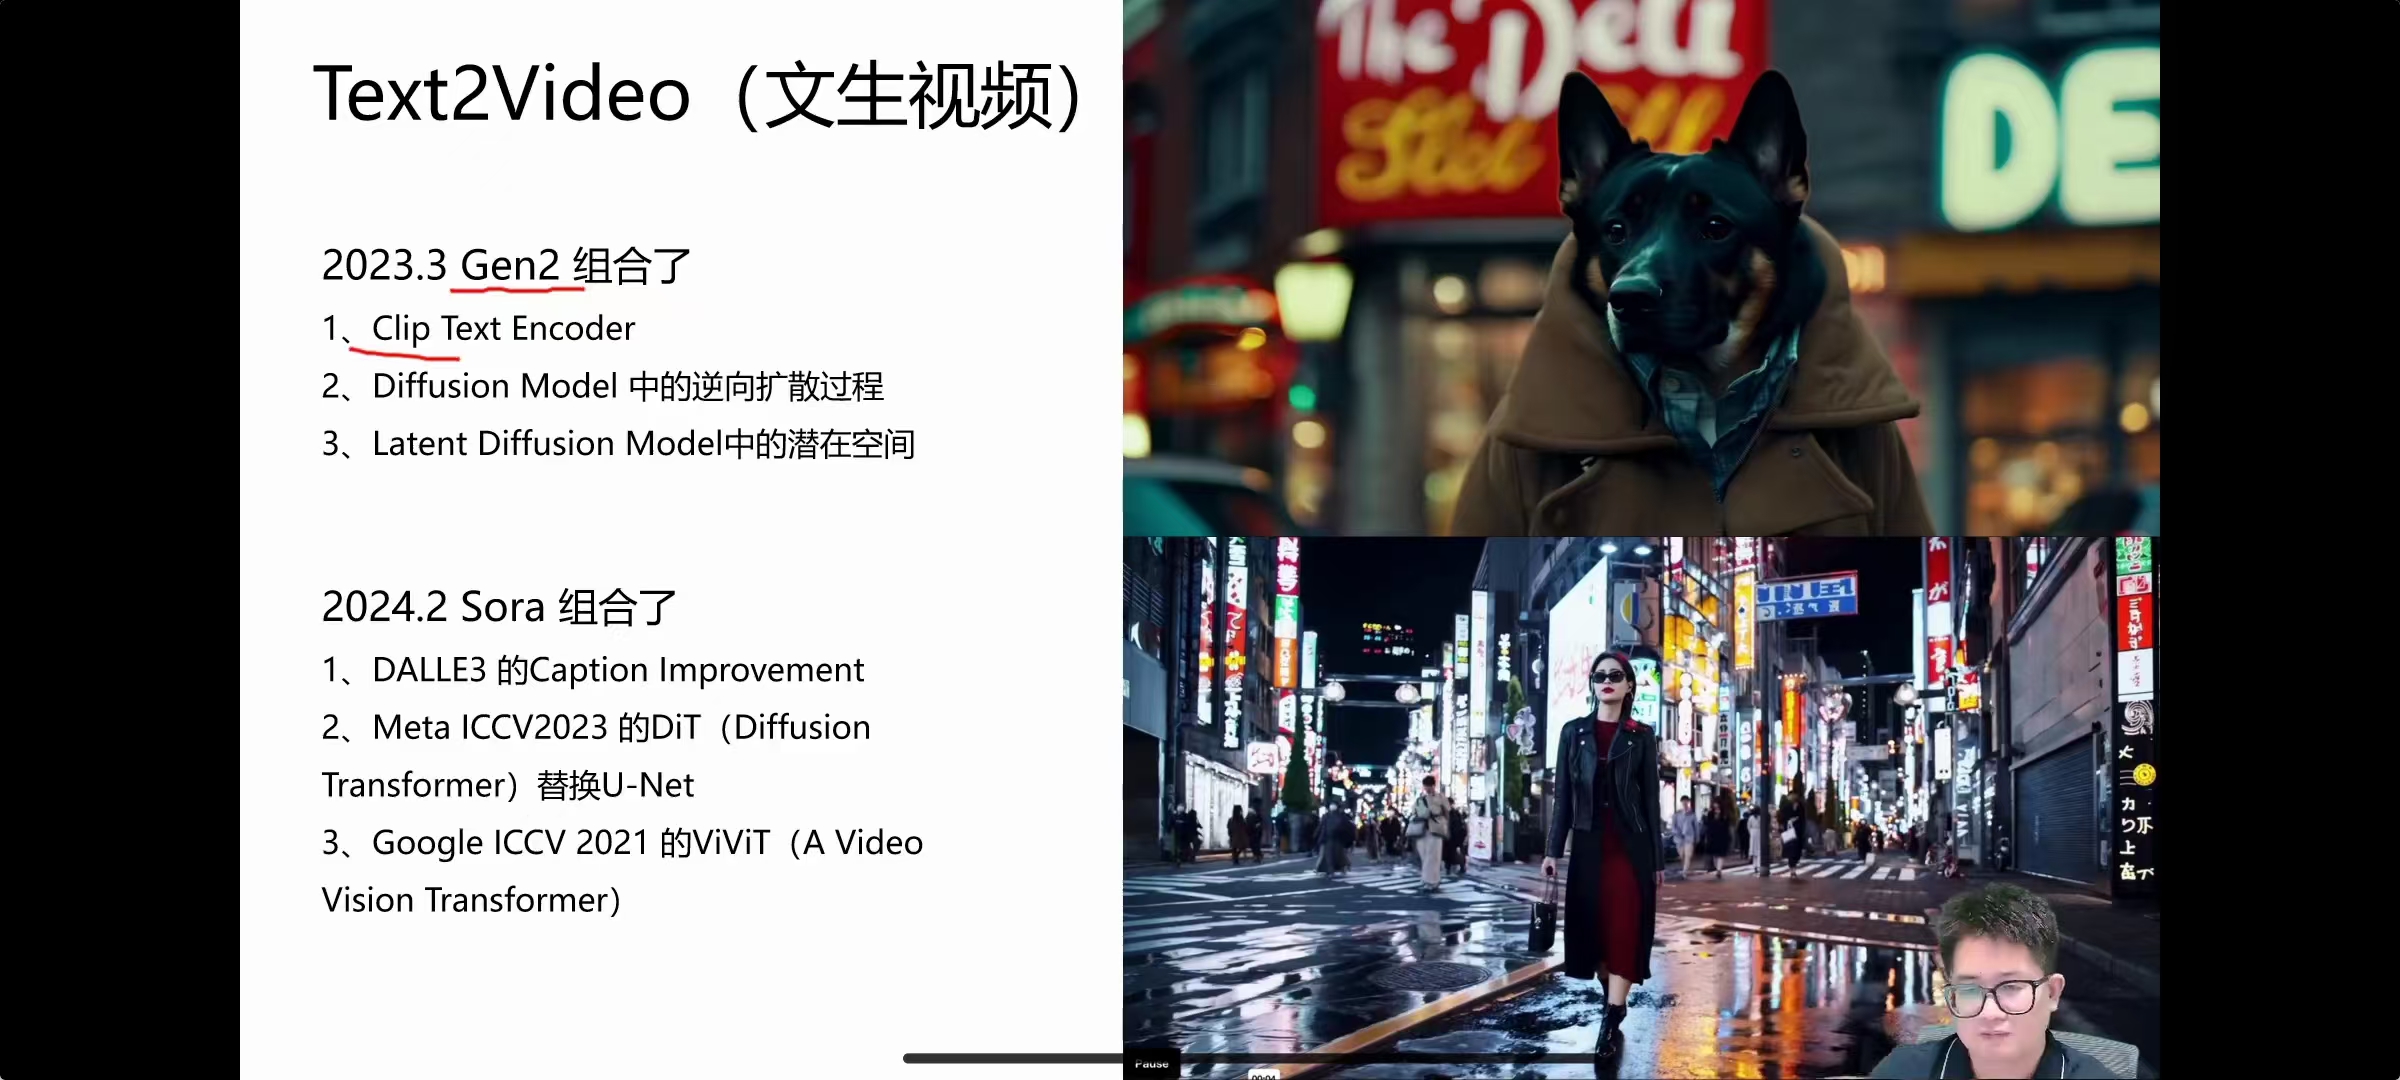 Text2Video（文生视频）
2023.3 Gen2 组合了
1、Clip Text Encoder
2、Diffusion Model 中的逆向扩散过程
3、Latent Diffusion Model中的潜在空间
2024.2 Sora 组合了
1、DALLE3 的Caption Improvement
2、Meta ICCV2023 的DiT（Diffusion
Transformer）替换U-Net
3、Google ICCV 2021 的ViViT（A Video
Vision Transformer）
The Deli
DE
Pause